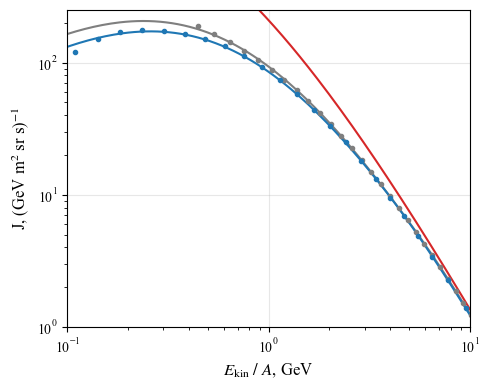 J, (GeV m² sr s)⁻¹
10²
10¹
10⁰
10⁻¹ 10⁰ 10¹
E_kin / A, GeV